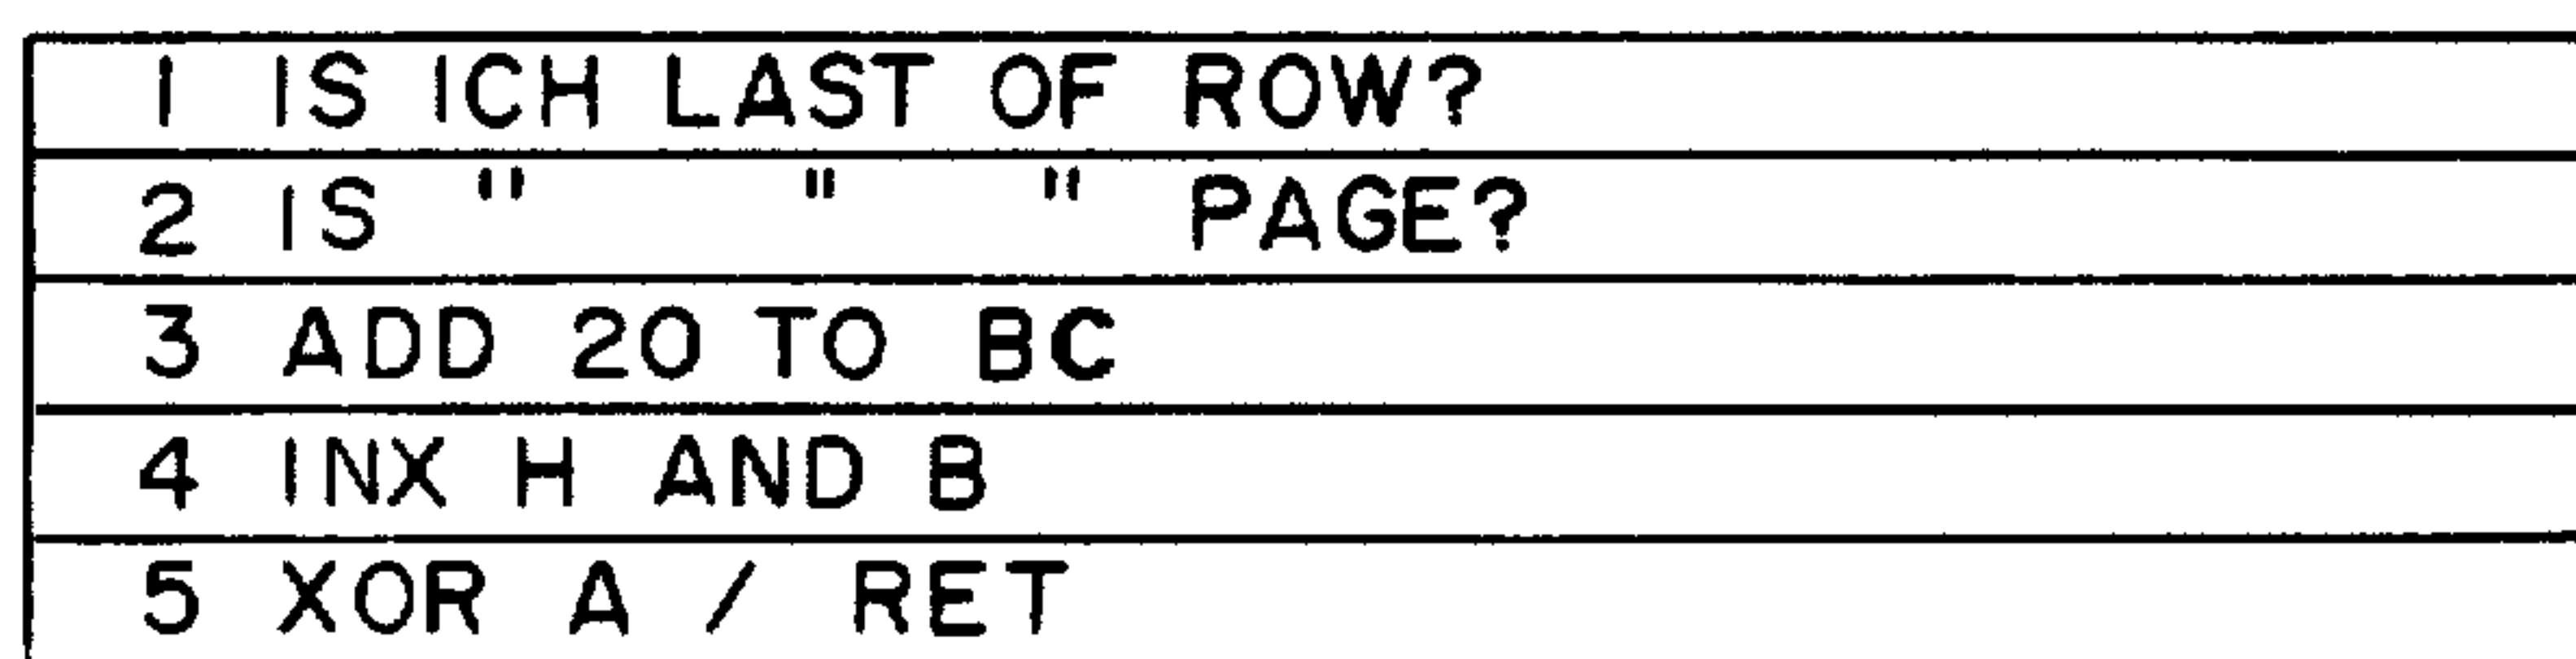 1 IS ICH LAST OF ROW?
2 IS " " " PAGE?
3 ADD 20 TO BC
4 INX H AND B
5 XOR A / RET